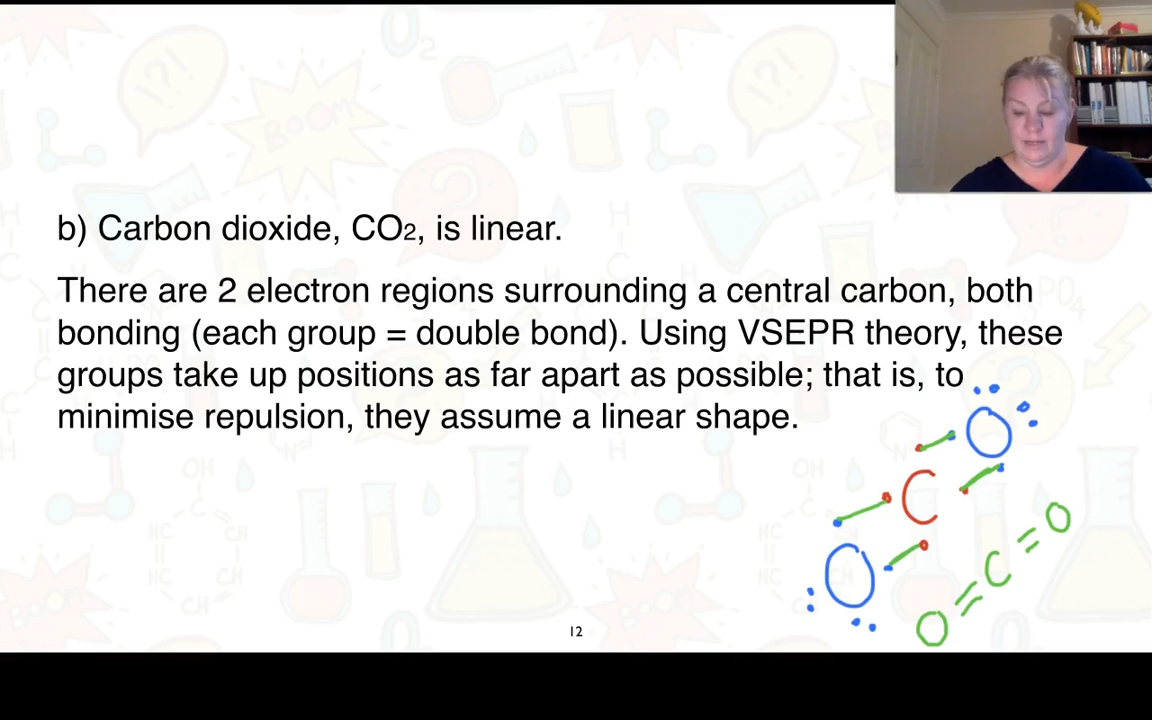 b) Carbon dioxide, CO2, is linear.
There are 2 electron regions surrounding a central carbon, both
bonding (each group = double bond). Using VSEPR theory, these
groups take up positions as far apart as possible; that is, to
minimise repulsion, they assume a linear shape.
O
C
O
O=C=O
12